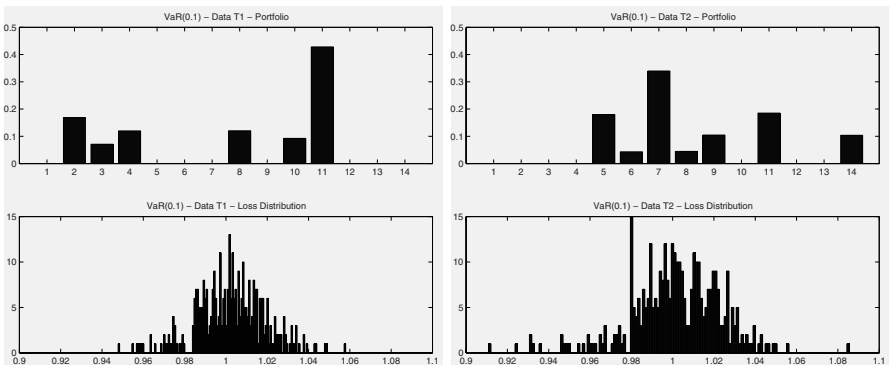 VaR(0.1) − Data T1 − Portfolio
0.5
0.4
0.3
0.2
0.1
0
1 2 3 4 5 6 7 8 9 10 11 12 13 14
VaR(0.1) − Data T2 − Portfolio
0.5
0.4
0.3
0.2
0.1
0
1 2 3 4 5 6 7 8 9 10 11 12 13 14
VaR(0.1) − Data T1 − Loss Distribution
15
10
5
0
0.9 0.92 0.94 0.96 0.98 1 1.02 1.04 1.06 1.08 1.1
VaR(0.1) − Data T2 − Loss Distribution
15
10
5
0
0.9 0.92 0.94 0.96 0.98 1 1.02 1.04 1.06 1.08 1.1